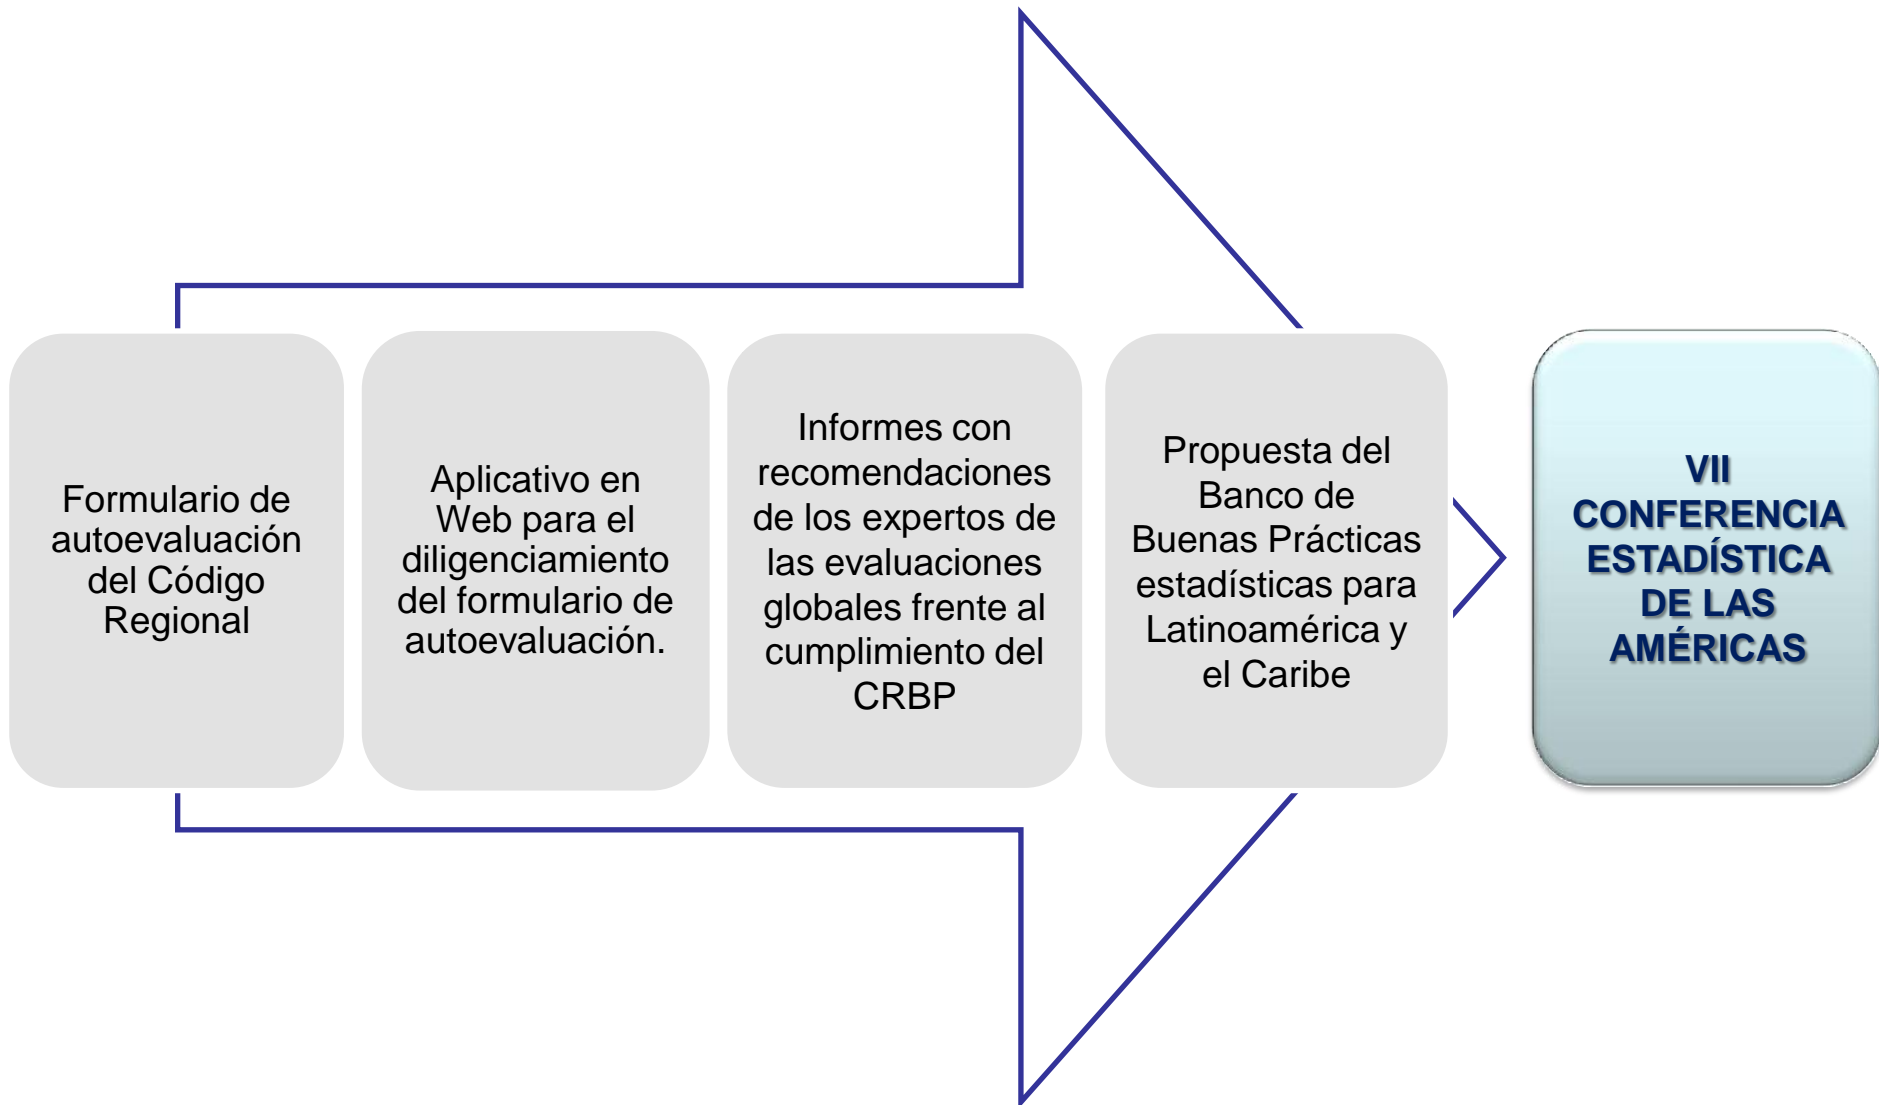 Formulario de
autoevaluación
del Código
Regional
Aplicativo en
Web para el
diligenciamiento
del formulario de
autoevaluación.
Informes con
recomendaciones
de los expertos de
las evaluaciones
globales frente al
cumplimiento del
CRBP
Propuesta del
Banco de
Buenas Prácticas
estadísticas para
Latinoamérica y
el Caribe
VII
CONFERENCIA
ESTADÍSTICA
DE LAS
AMÉRICAS